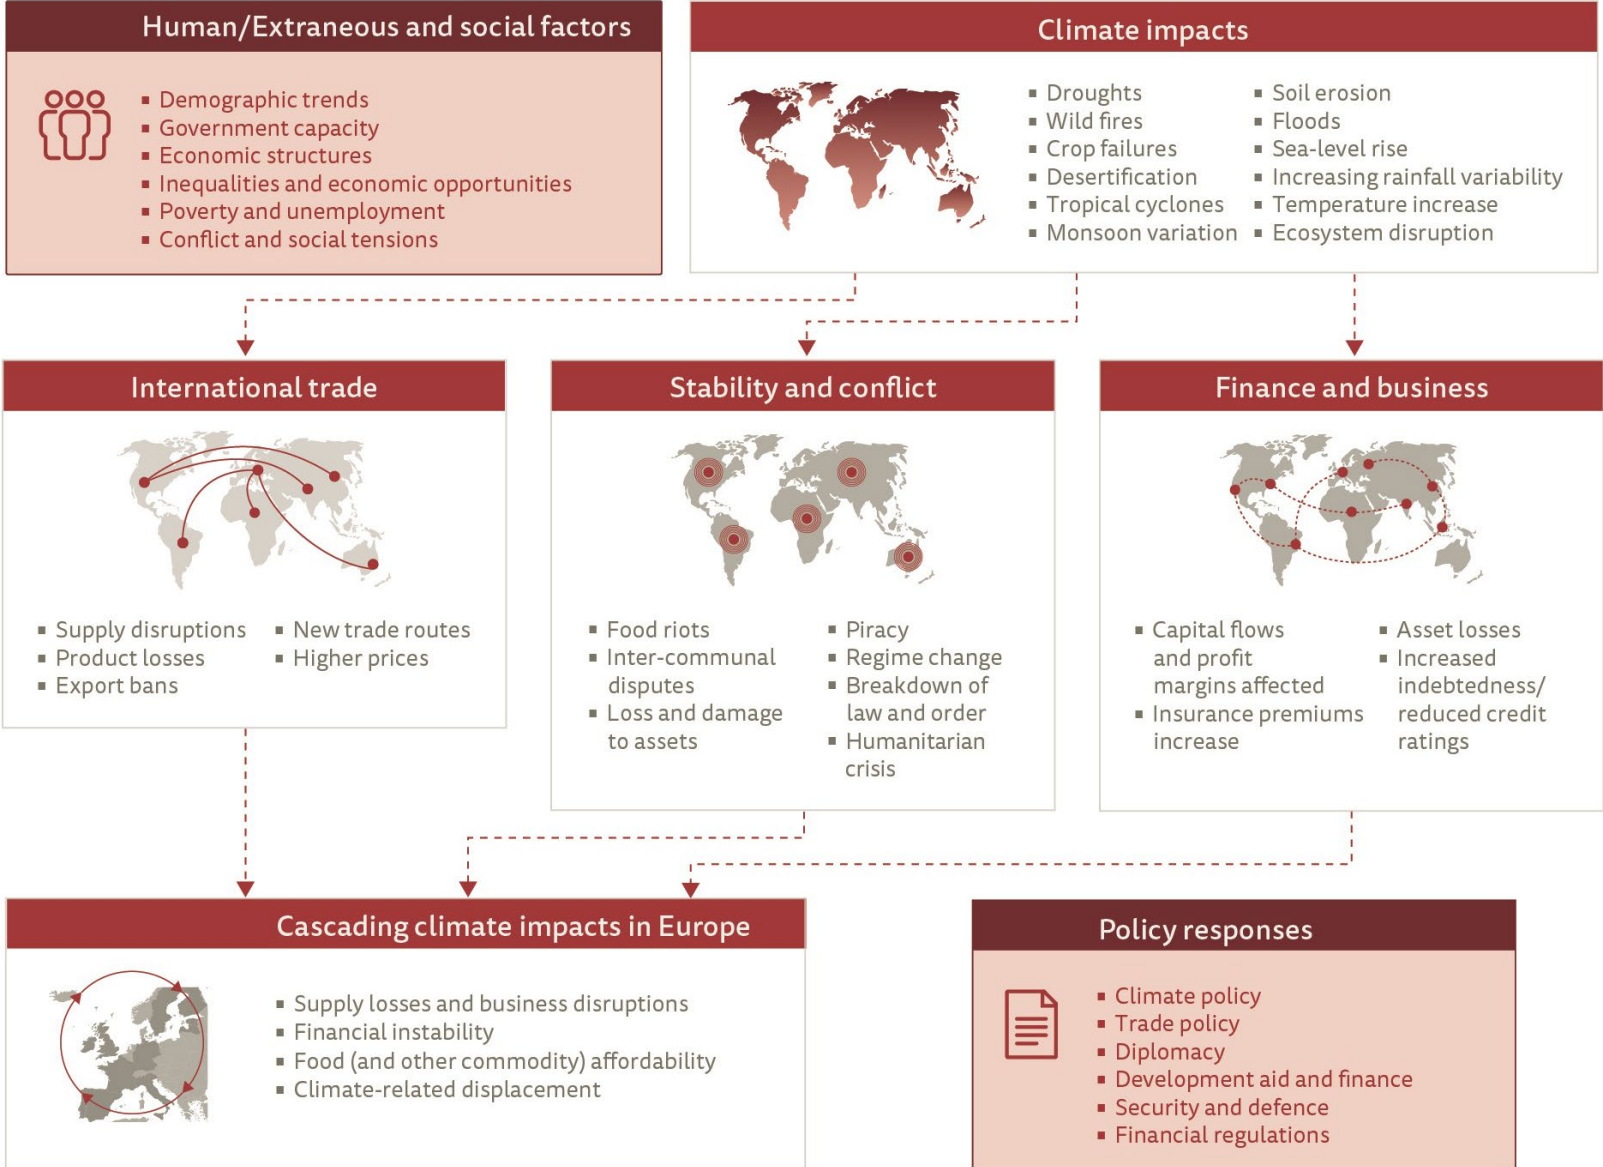 Human/Extraneous and social factors
▪ Demographic trends
▪ Government capacity
▪ Economic structures
▪ Inequalities and economic opportunities
▪ Poverty and unemployment
▪ Conflict and social tensions
Climate impacts
▪ Droughts
▪ Wild fires
▪ Crop failures
▪ Desertification
▪ Tropical cyclones
▪ Monsoon variation
▪ Soil erosion
▪ Floods
▪ Sea-level rise
▪ Increasing rainfall variability
▪ Temperature increase
▪ Ecosystem disruption
International trade
▪ Supply disruptions
▪ Product losses
▪ Export bans
▪ New trade routes
▪ Higher prices
Stability and conflict
▪ Food riots
▪ Inter-communal
disputes
▪ Loss and damage
to assets
▪ Piracy
▪ Regime change
▪ Breakdown of
law and order
▪ Humanitarian
crisis
Finance and business
▪ Capital flows
and profit
margins affected
▪ Insurance premiums
increase
▪ Asset losses
▪ Increased
indebtedness/
reduced credit
ratings
Cascading climate impacts in Europe
▪ Supply losses and business disruptions
▪ Financial instability
▪ Food (and other commodity) affordability
▪ Climate-related displacement
Policy responses
▪ Climate policy
▪ Trade policy
▪ Diplomacy
▪ Development aid and finance
▪ Security and defence
▪ Financial regulations